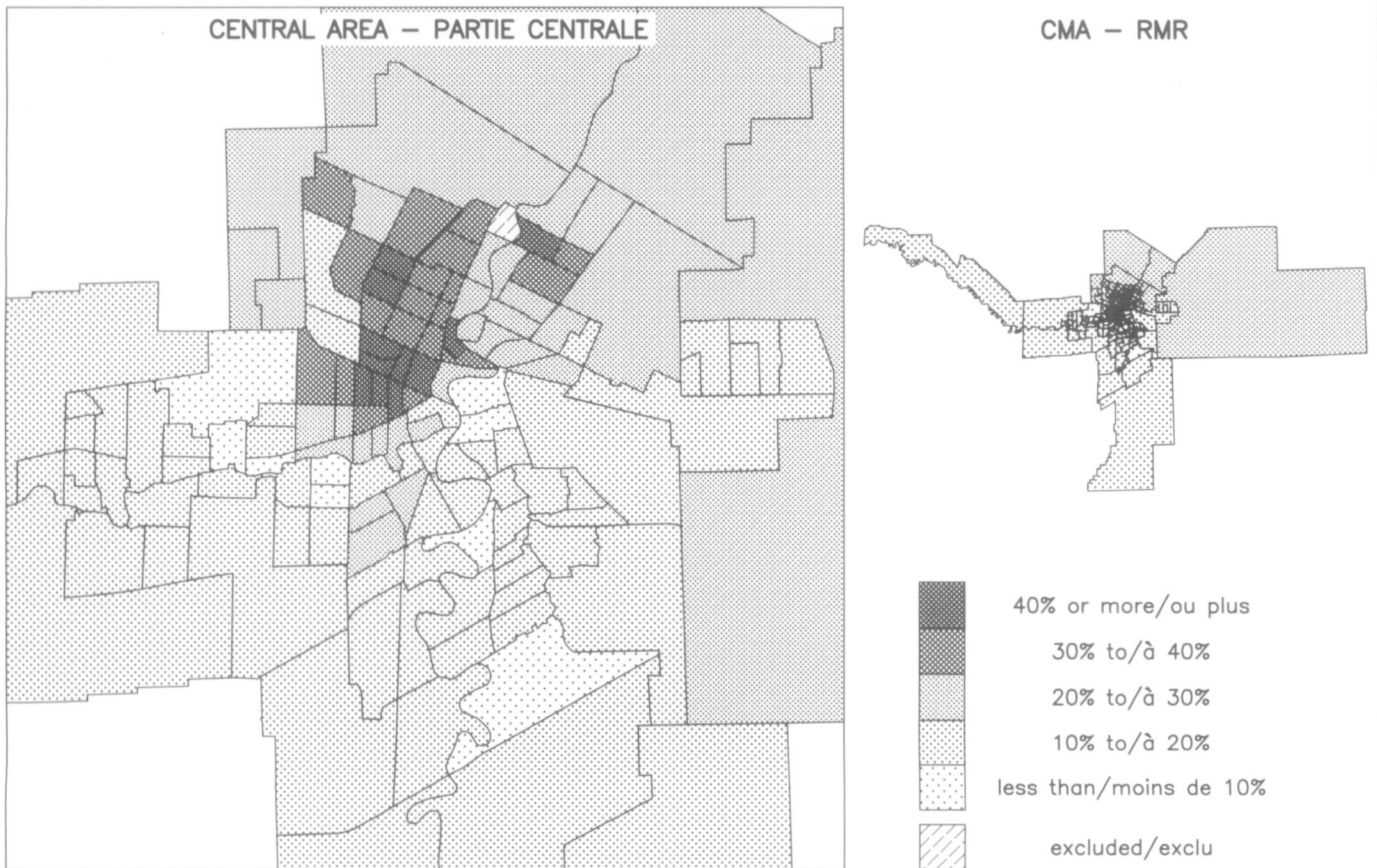 CENTRAL AREA – PARTIE CENTRALE
CMA – RMR
40% or more/ou plus
30% to/à 40%
20% to/à 30%
10% to/à 20%
less than/moins de 10%
excluded/exclu